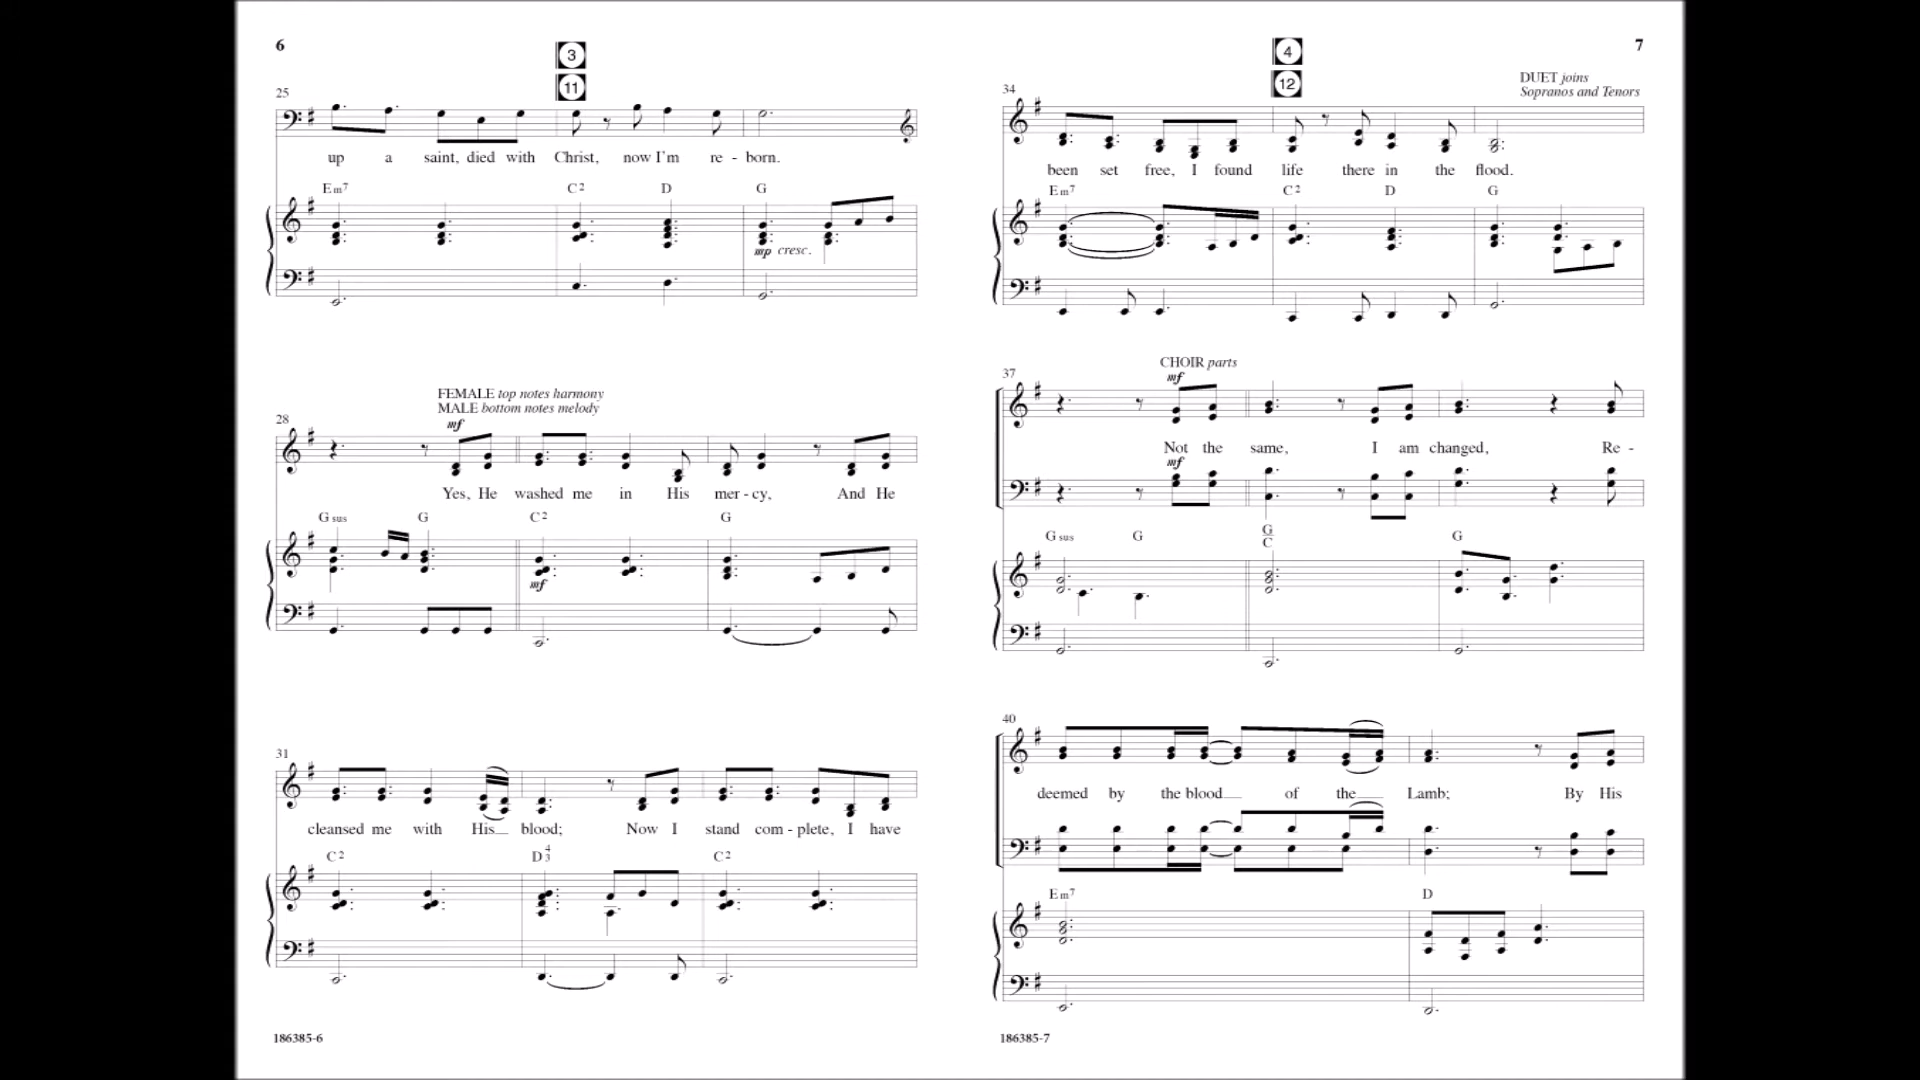 6
3
11
25
up a saint, died with Christ, now I'm re - born.
Em7 C2 D G
mp cresc.
FEMALE top notes harmony
MALE bottom notes melody
28
mf
Yes, He washed me in His mer - cy, And He
Gsus G C2 G
mf
31
cleansed me with His blood; Now I stand com - plete, I have
C2 D43 C2
186385-6
7
4
12
DUET joins
Sopranos and Tenors
34
been set free, I found life there in the flood.
Em7 C2 D G
CHOIR parts
37
mf
Not the same, I am changed, Re -
mf
Gsus G G/C G
40
deemed by the blood of the Lamb; By His
Em7 D
186385-7